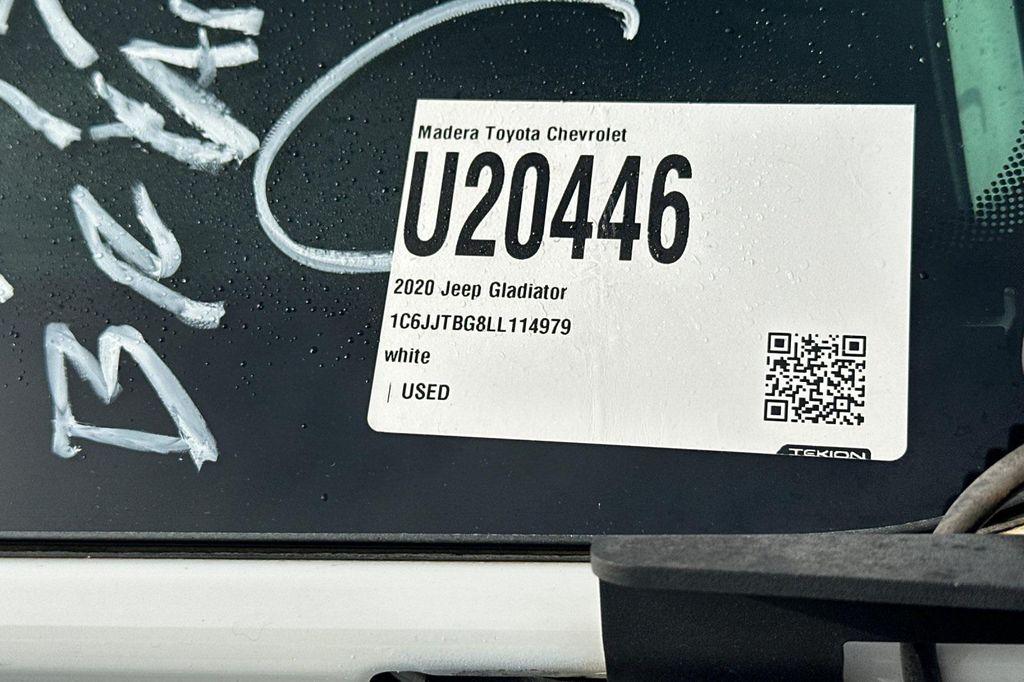 Madera Toyota Chevrolet
U20446
2020 Jeep Gladiator
1C6JJTBG8LL114979
white
| USED
TEKION